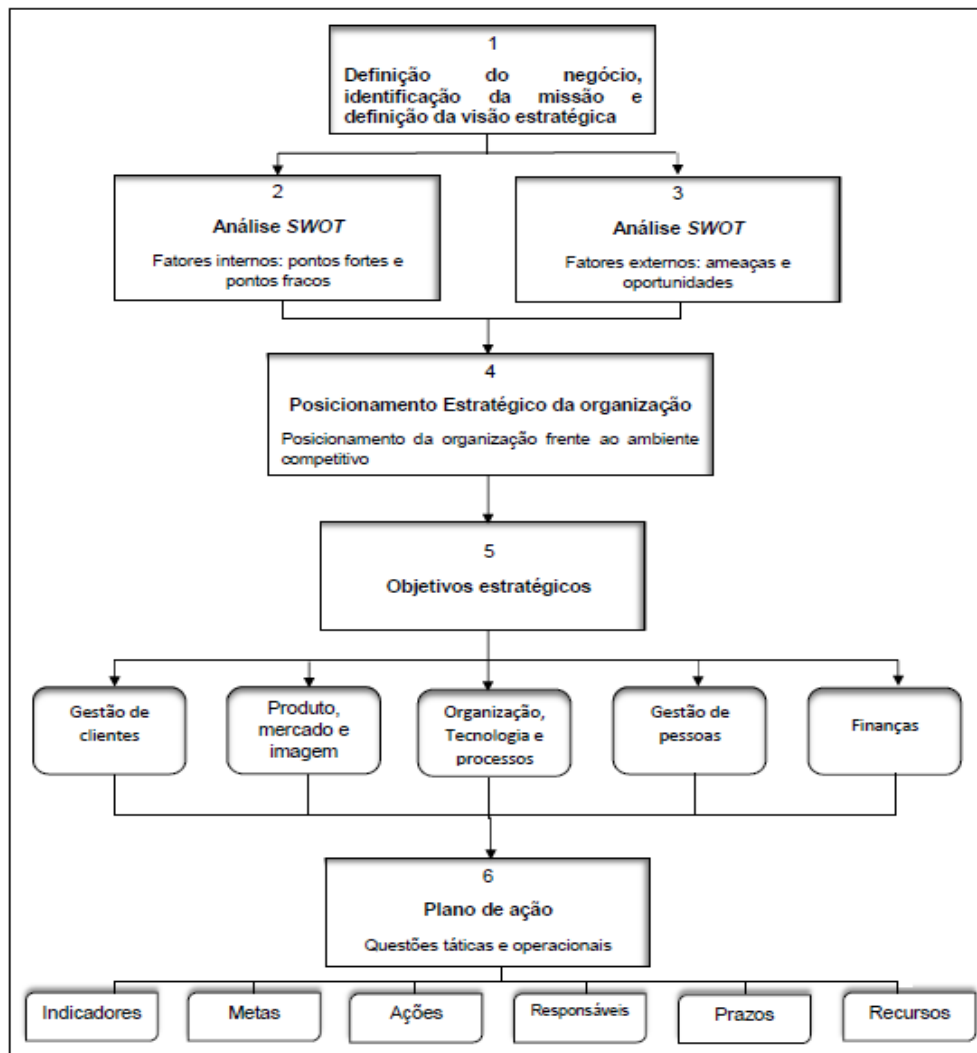 1
Definição do negócio,
identificação da missão e
definição da visão estratégica
2
Análise SWOT
Fatores internos: pontos fortes e
pontos fracos
3
Análise SWOT
Fatores externos: ameaças e
oportunidades
4
Posicionamento Estratégico da organização
Posicionamento da organização frente ao ambiente
competitivo
5
Objetivos estratégicos
Gestão de
clientes
Produto,
mercado e
imagem
Organização,
Tecnologia e
processos
Gestão de
pessoas
Finanças
6
Plano de ação
Questões táticas e operacionais
Indicadores
Metas
Ações
Responsáveis
Prazos
Recursos